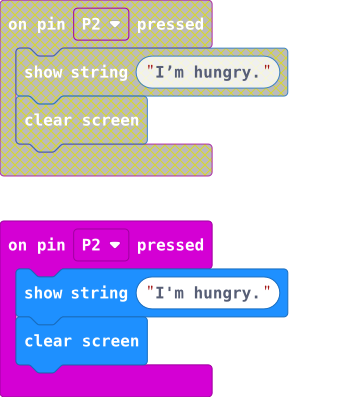 on pin P2 pressed
show string "I’m hungry."
clear screen
on pin P2 pressed
show string "I'm hungry."
clear screen